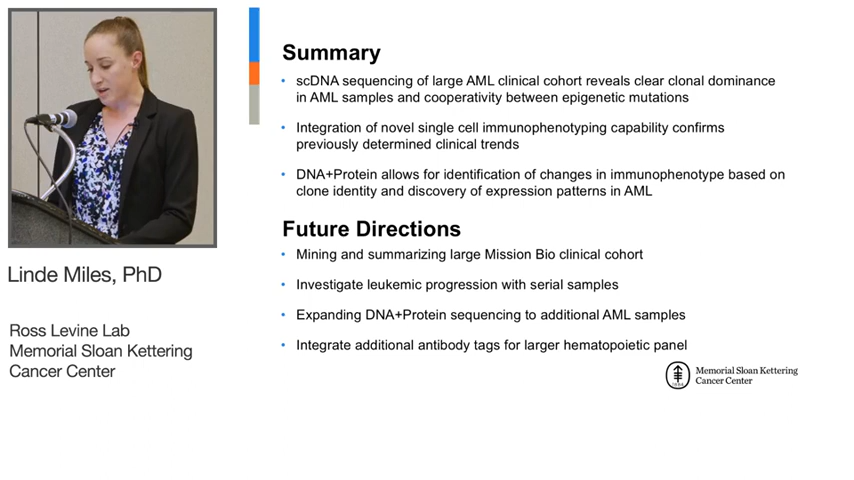 Linde Miles, PhD
Ross Levine Lab
Memorial Sloan Kettering
Cancer Center
Summary
• scDNA sequencing of large AML clinical cohort reveals clear clonal dominance
in AML samples and cooperativity between epigenetic mutations
• Integration of novel single cell immunophenotyping capability confirms
previously determined clinical trends
• DNA+Protein allows for identification of changes in immunophenotype based on
clone identity and discovery of expression patterns in AML
Future Directions
• Mining and summarizing large Mission Bio clinical cohort
• Investigate leukemic progression with serial samples
• Expanding DNA+Protein sequencing to additional AML samples
• Integrate additional antibody tags for larger hematopoietic panel
Memorial Sloan Kettering
Cancer Center